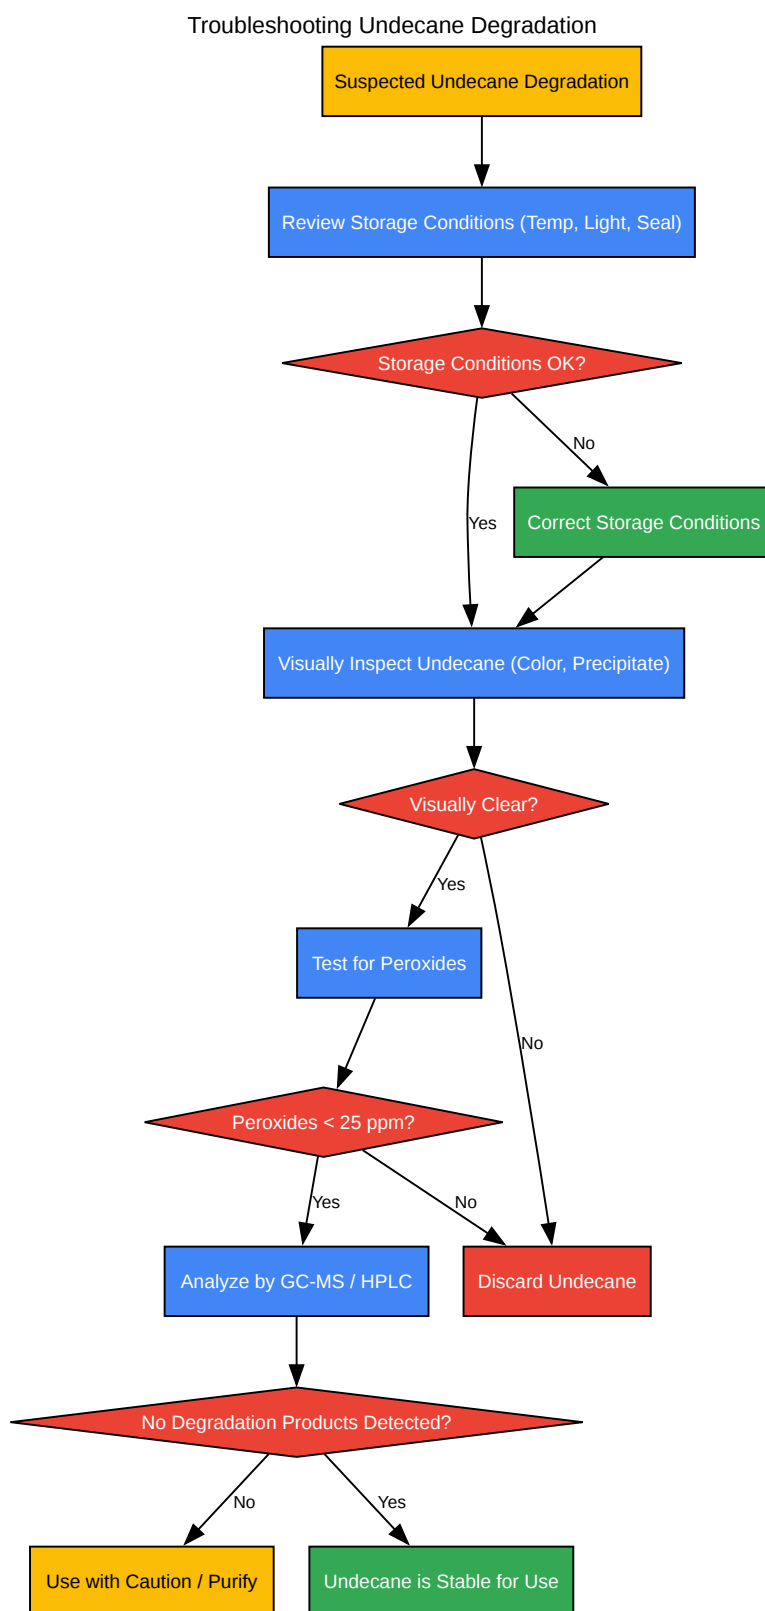 Troubleshooting Undecane Degradation
Suspected Undecane Degradation
Review Storage Conditions (Temp, Light, Seal)
Storage Conditions OK?
No
Yes
Correct Storage Conditions
Visually Inspect Undecane (Color, Precipitate)
Visually Clear?
Yes
Test for Peroxides
No
Peroxides < 25 ppm?
Yes
No
Analyze by GC-MS / HPLC
Discard Undecane
No Degradation Products Detected?
No
Yes
Use with Caution / Purify
Undecane is Stable for Use